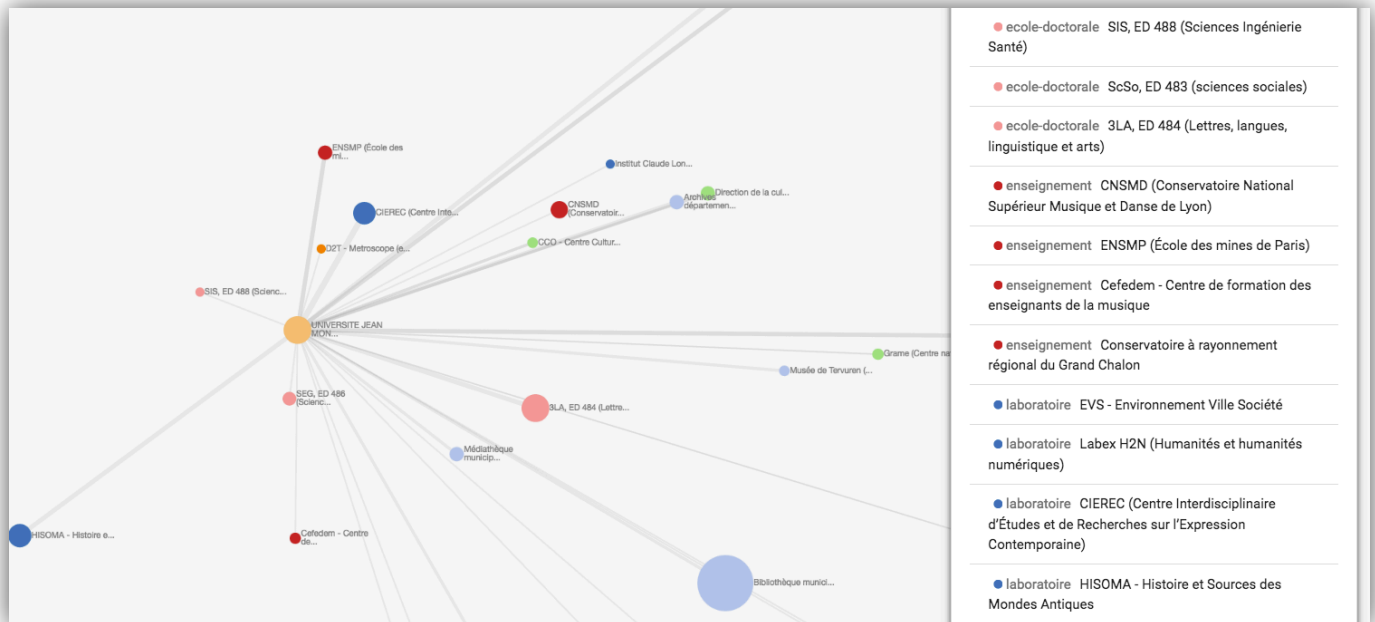 ENSMP (École des
mi...
Institut Claude Lon...
Direction de la cul...
Archives
départemen...
CNSMD
(Conservatoir...
CIEREC (Centre Inte...
CCO - Centre Cultur...
O2T - Metroscope (e...
SIS, ED 488 (Scienc...
UNIVERSITE JEAN
MON...
Grame (Centre na
Musée de Tervuren (...
SEG, ED 486
(Scienc...
3LA, ED 484 (Lettre...
Médiathèque
municip...
HISOMA - Histoire e...
Cefedem - Centre
de...
Bibliothèque munici...
ecole-doctorale SIS, ED 488 (Sciences Ingénierie
Santé)
ecole-doctorale ScSo, ED 483 (sciences sociales)
ecole-doctorale 3LA, ED 484 (Lettres, langues,
linguistique et arts)
enseignement CNSMD (Conservatoire National
Supérieur Musique et Danse de Lyon)
enseignement ENSMP (École des mines de Paris)
enseignement Cefedem - Centre de formation des
enseignants de la musique
enseignement Conservatoire à rayonnement
régional du Grand Chalon
laboratoire EVS - Environnement Ville Société
laboratoire Labex H2N (Humanités et humanités
numériques)
laboratoire CIEREC (Centre Interdisciplinaire
d'Études et de Recherches sur l'Expression
Contemporaine)
laboratoire HISOMA - Histoire et Sources des
Mondes Antiques